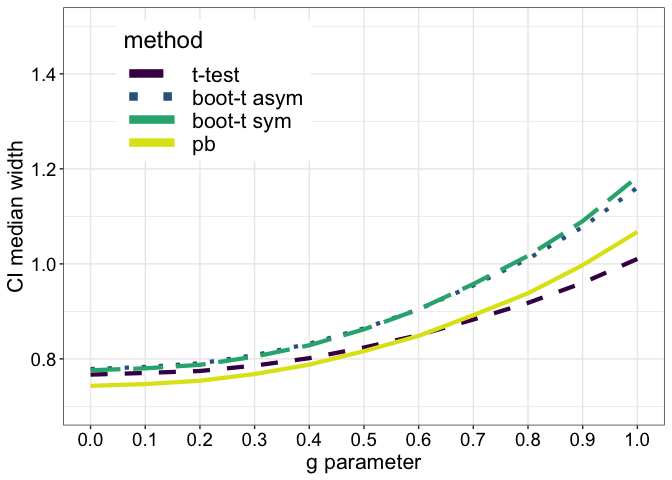 method
t-test
boot-t asym
boot-t sym
pb
CI median width
1.4
1.2
1.0
0.8
0.0 0.1 0.2 0.3 0.4 0.5 0.6 0.7 0.8 0.9 1.0
g parameter